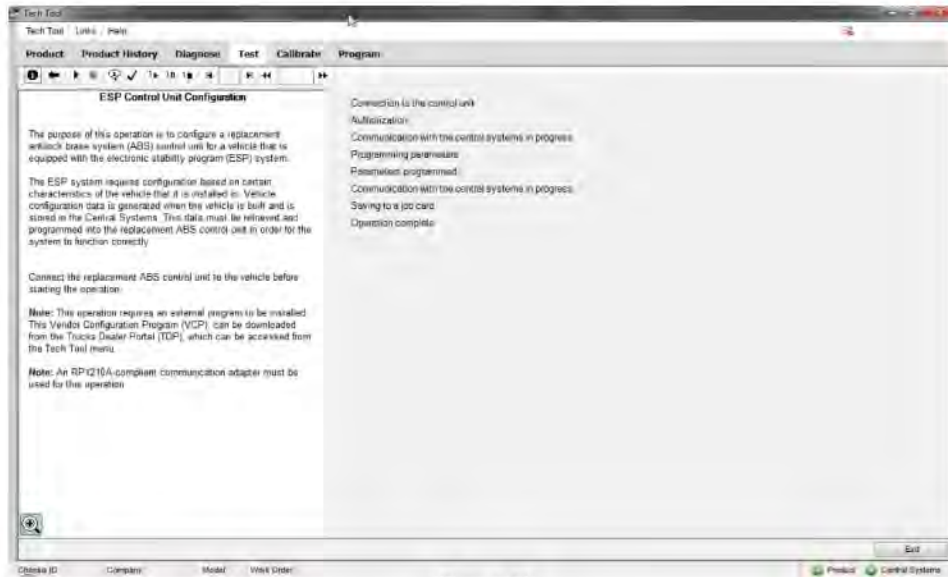 Tech Tool
Tech Tool Links Help
Product Product History Diagnose Test Calibrate Program
ESP Control Unit Configuration
The purpose of this operation is to configure a replacement
antilock brake system (ABS) control unit for a vehicle that is
equipped with the electronic stability program (ESP) system.
The ESP system requires configuration based on certain
characteristics of the vehicle that it is installed in. Vehicle
configuration data is generated when the vehicle is built and is
stored in the Central Systems. This data must be retrieved and
programmed into the replacement ABS control unit in order for the
system to function correctly.
Connect the replacement ABS control unit to the vehicle before
starting the operation.
Note: This operation requires an external program to be installed.
This Vendor Configuration Program (VCP), can be downloaded
from the Trucks Dealer Portal (TDP), which can be accessed from
the Tech Tool menu.
Note: An RP1210A-compliant communication adapter must be
used for this operation.
Connection to the control unit
Authorization
Communication with the central systems in progress
Programming parameters
Parameters programmed
Communication with the central systems in progress
Saving to a job card
Operation complete
Exit
Chassis ID Company Model Work Order Product Central Systems